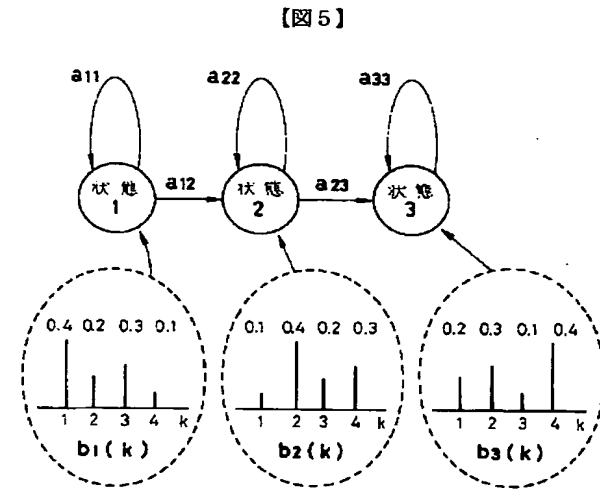 【図5】
a11 a22 a33
状態 1 a12 状態 2 a23 状態 3
0.4 0.2 0.3 0.1
1 2 3 4 k
b1(k)
0.1 0.4 0.2 0.3
1 2 3 4 k
b2(k)
0.2 0.3 0.1 0.4
1 2 3 4 k
b3(k)